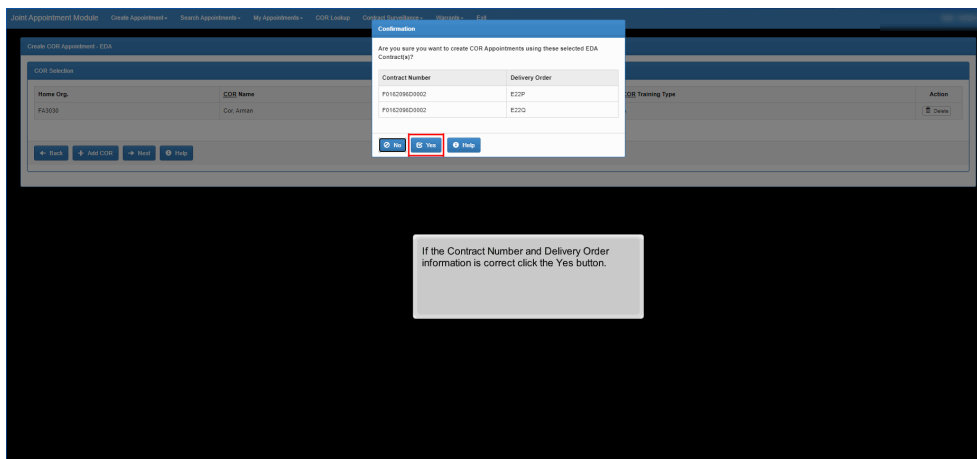 Joint Appointment Module Create Appointment Search Appointments My Appointments COR Lookup Contract Surveillance Warrants Exit
Confirmation
Create COR Appointment - EDA
Are you sure you want to create COR Appointments using these selected EDA
Contract(s)?
COR Selection
Contract Number Delivery Order
Home Org. COR Name COR Training Type Action
F0162096D0002 E22P
FA3030 Cor, Arman Delete
F0162096D0002 E22Q
No Yes Help
Back Add COR Next Help
If the Contract Number and Delivery Order
information is correct click the Yes button.